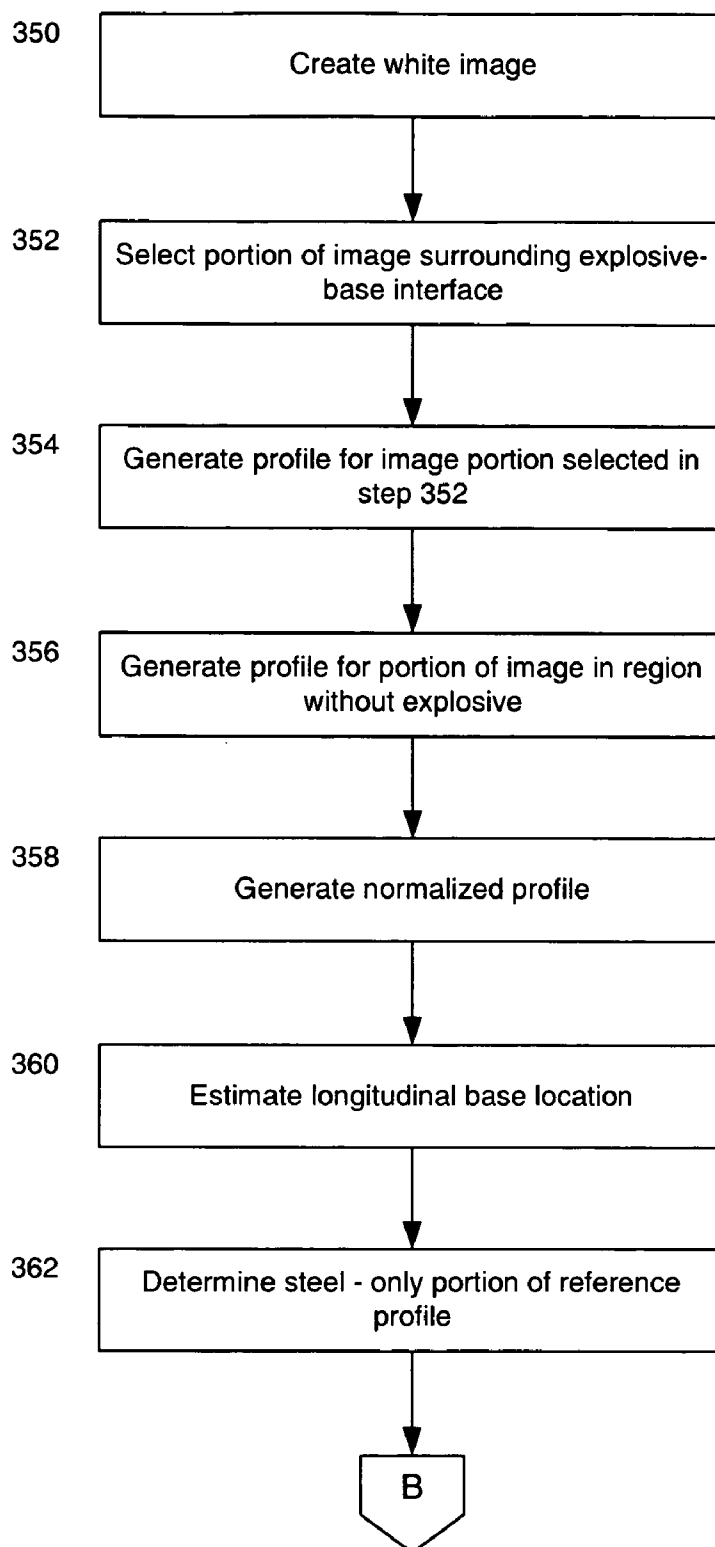 350
Create white image
352
Select portion of image surrounding explosive-
base interface
354
Generate profile for image portion selected in
step 352
356
Generate profile for portion of image in region
without explosive
358
Generate normalized profile
360
Estimate longitudinal base location
362
Determine steel - only portion of reference
profile
B